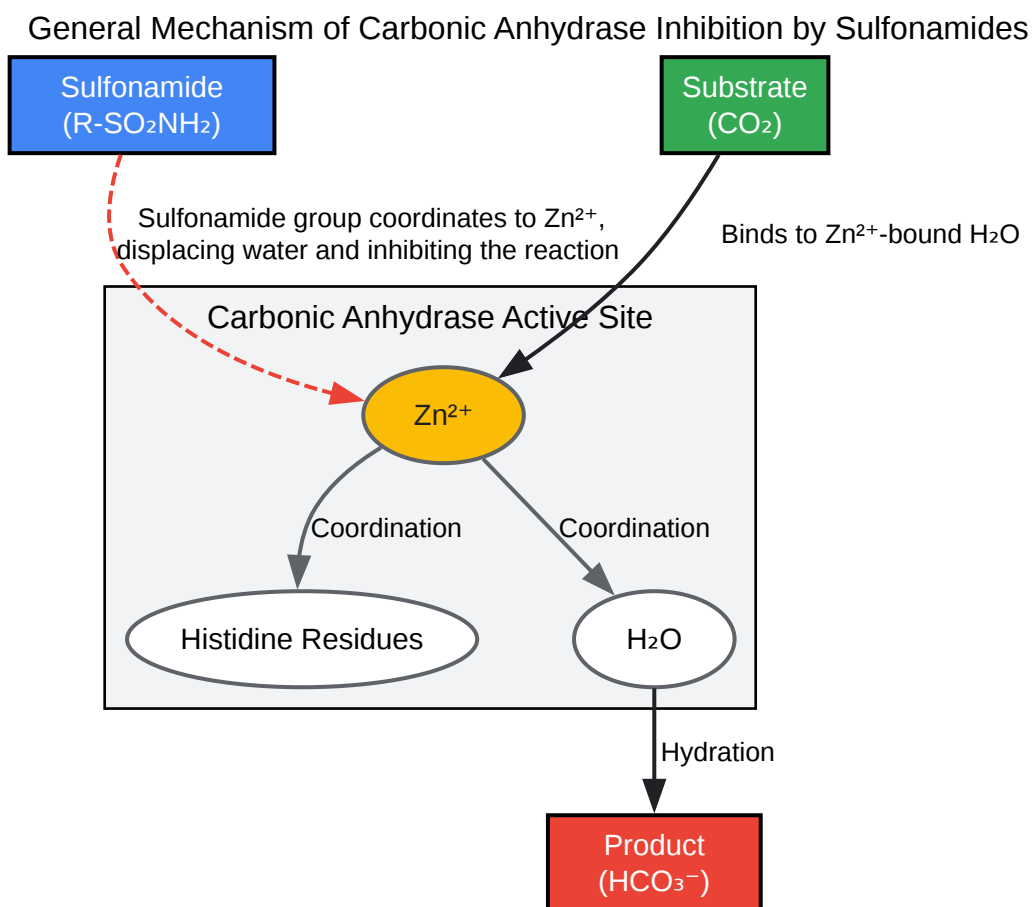 General Mechanism of Carbonic Anhydrase Inhibition by Sulfonamides
Sulfonamide
(R-SO₂NH₂)
Substrate
(CO₂)
Sulfonamide group coordinates to Zn²⁺,
displacing water and inhibiting the reaction
Binds to Zn²⁺-bound H₂O
Carbonic Anhydrase Active Site
Zn²⁺
Coordination
Coordination
Histidine Residues
H₂O
Hydration
Product
(HCO₃⁻)